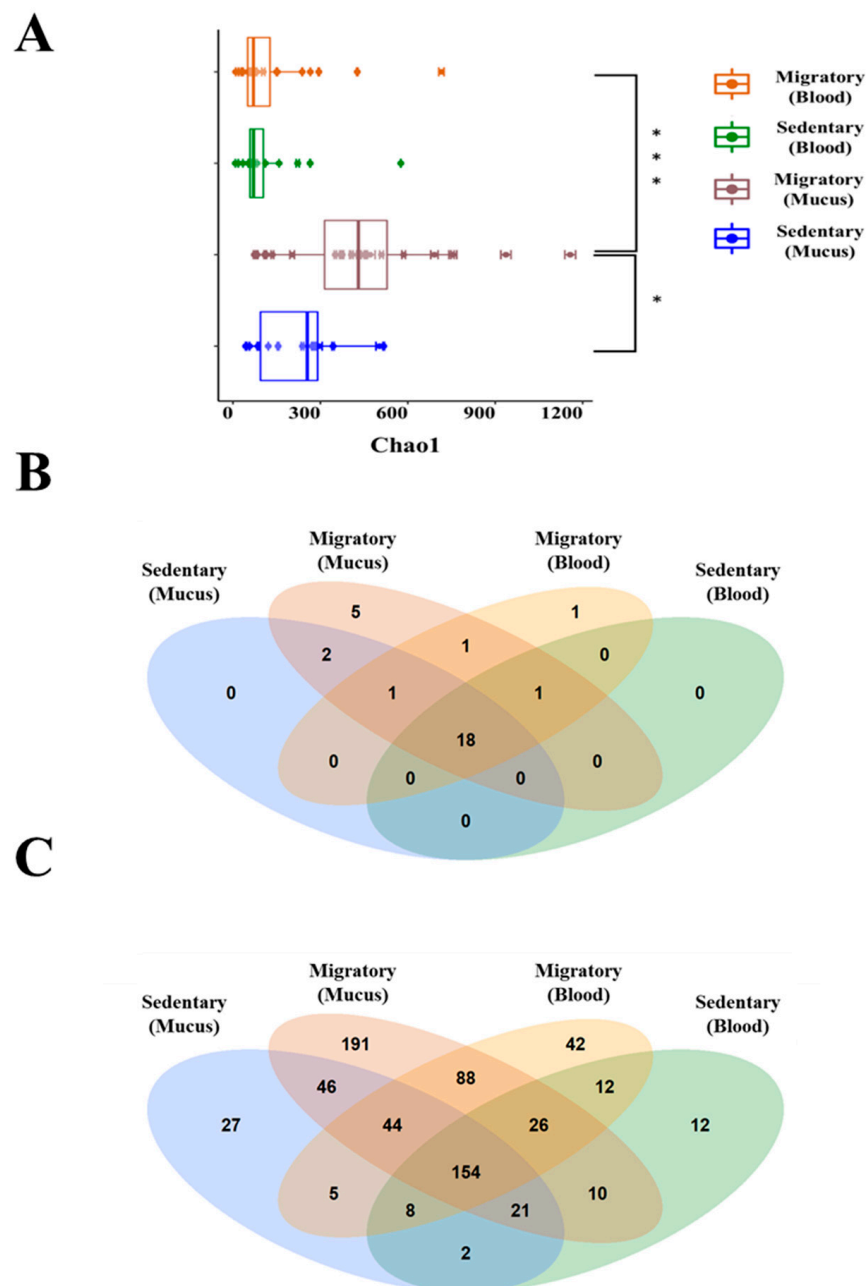 A
Migratory
(Blood)
Sedentary
(Blood)
Migratory
(Mucus)
Sedentary
(Mucus)
*
*
*
*
0 300 600 900 1200
Chao1
B
Sedentary
(Mucus)
Migratory
(Mucus)
Migratory
(Blood)
Sedentary
(Blood)
5 1
2 1 0
0 1 1 0
18
0 0 0 0
0
C
Sedentary
(Mucus)
Migratory
(Mucus)
Migratory
(Blood)
Sedentary
(Blood)
191 42
46 88 12
27 44 26 12
154
5 8 21 10
2